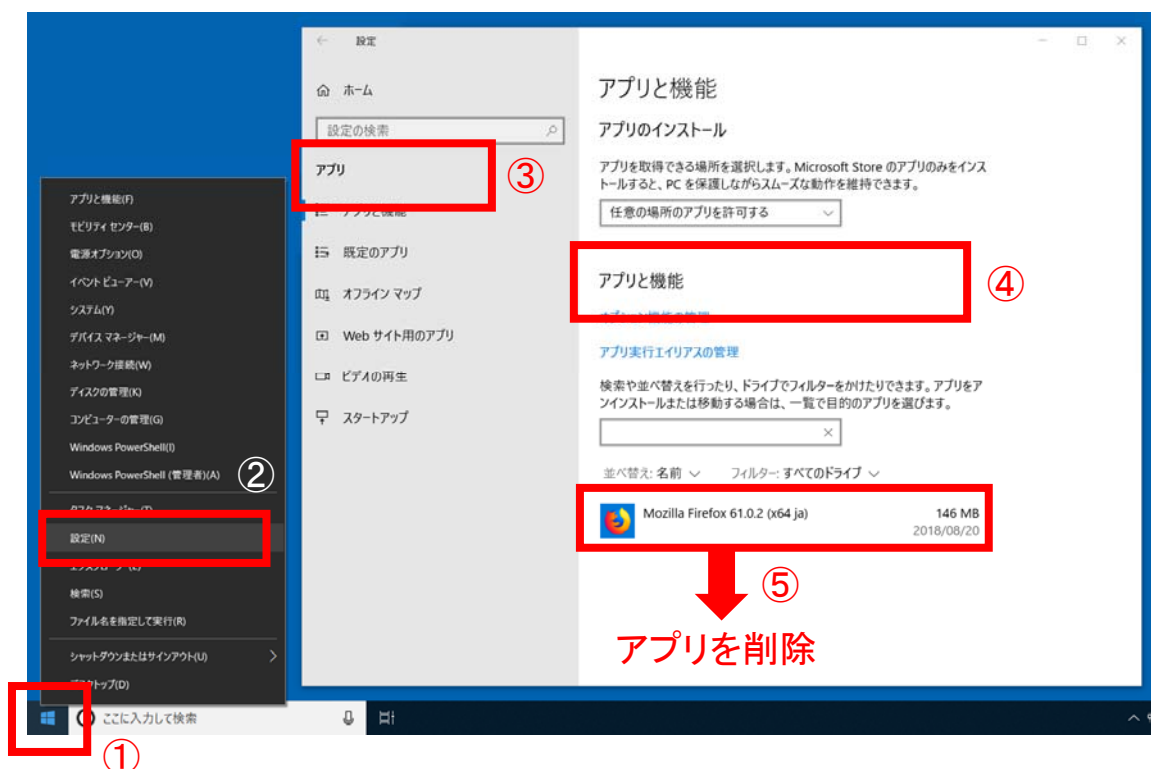 設定
ホーム
設定の検索
アプリ
③
既定のアプリ
オフライン マップ
Web サイト用のアプリ
ビデオの再生
スタートアップ
アプリと機能
アプリのインストール
アプリを取得できる場所を選択します。Microsoft Store のアプリのみをインス
トールすると、PC を保護しながらスムーズな動作を維持できます。
任意の場所のアプリを許可する
アプリと機能
④
アプリ実行エイリアスの管理
検索や並べ替えを行ったり、ドライブでフィルターをかけたりできます。アプリをア
ンインストールまたは移動する場合は、一覧で目的のアプリを選びます。
並べ替え: 名前 フィルター: すべてのドライブ
Mozilla Firefox 61.0.2 (x64 ja) 146 MB
2018/08/20
⑤
アプリを削除
アプリと機能(F)
モビリティ センター(B)
電源オプション(O)
イベント ビューアー(V)
システム(Y)
デバイス マネージャー(M)
ネットワーク接続(W)
ディスクの管理(K)
コンピューターの管理(G)
Windows PowerShell(I)
Windows PowerShell (管理者)(A)
②
設定(N)
検索(S)
ファイル名を指定して実行(R)
シャットダウンまたはサインアウト(U)
デスクトップ(D)
ここに入力して検索
①